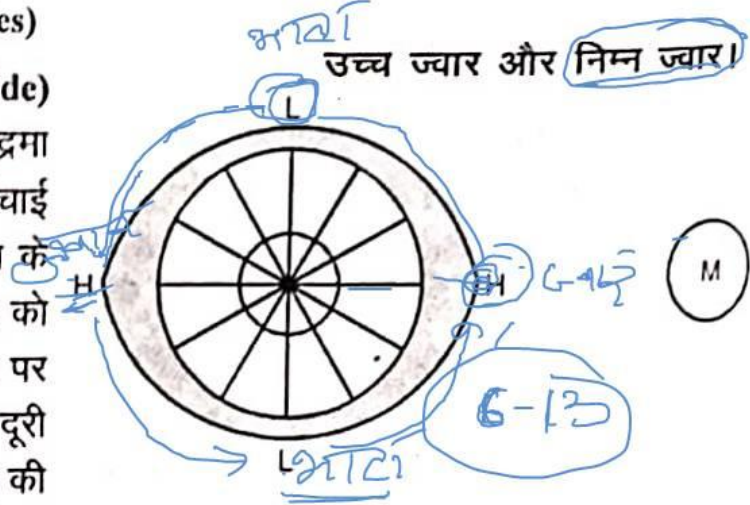 es)
उच्च ज्वार और निम्न ज्वार।
de)
L
द्रमा
चाई
के
H
H
M
को
पर
6-13
दूरी
L
भाटा
की